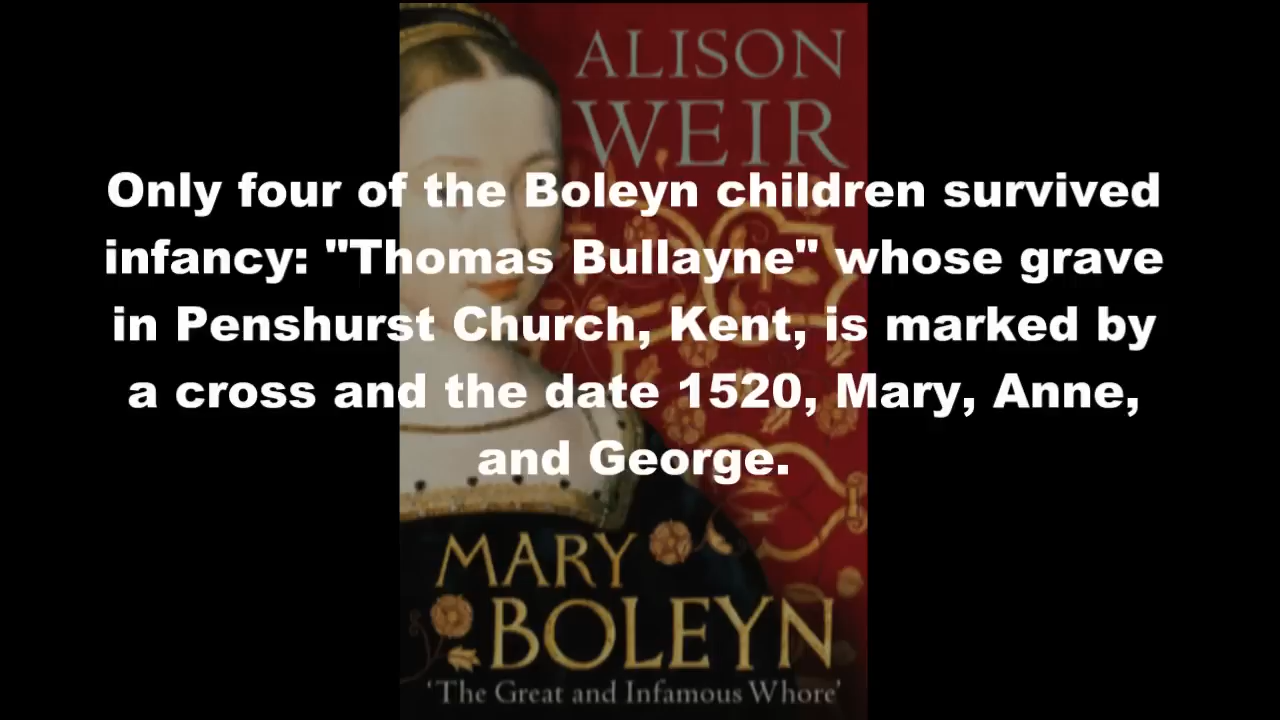 ALISON
WEIR
Only four of the Boleyn children survived
infancy: "Thomas Bullayne" whose grave
in Penshurst Church, Kent, is marked by
a cross and the date 1520, Mary, Anne,
and George.
MARY
BOLEYN
'The Great and Infamous Whore'